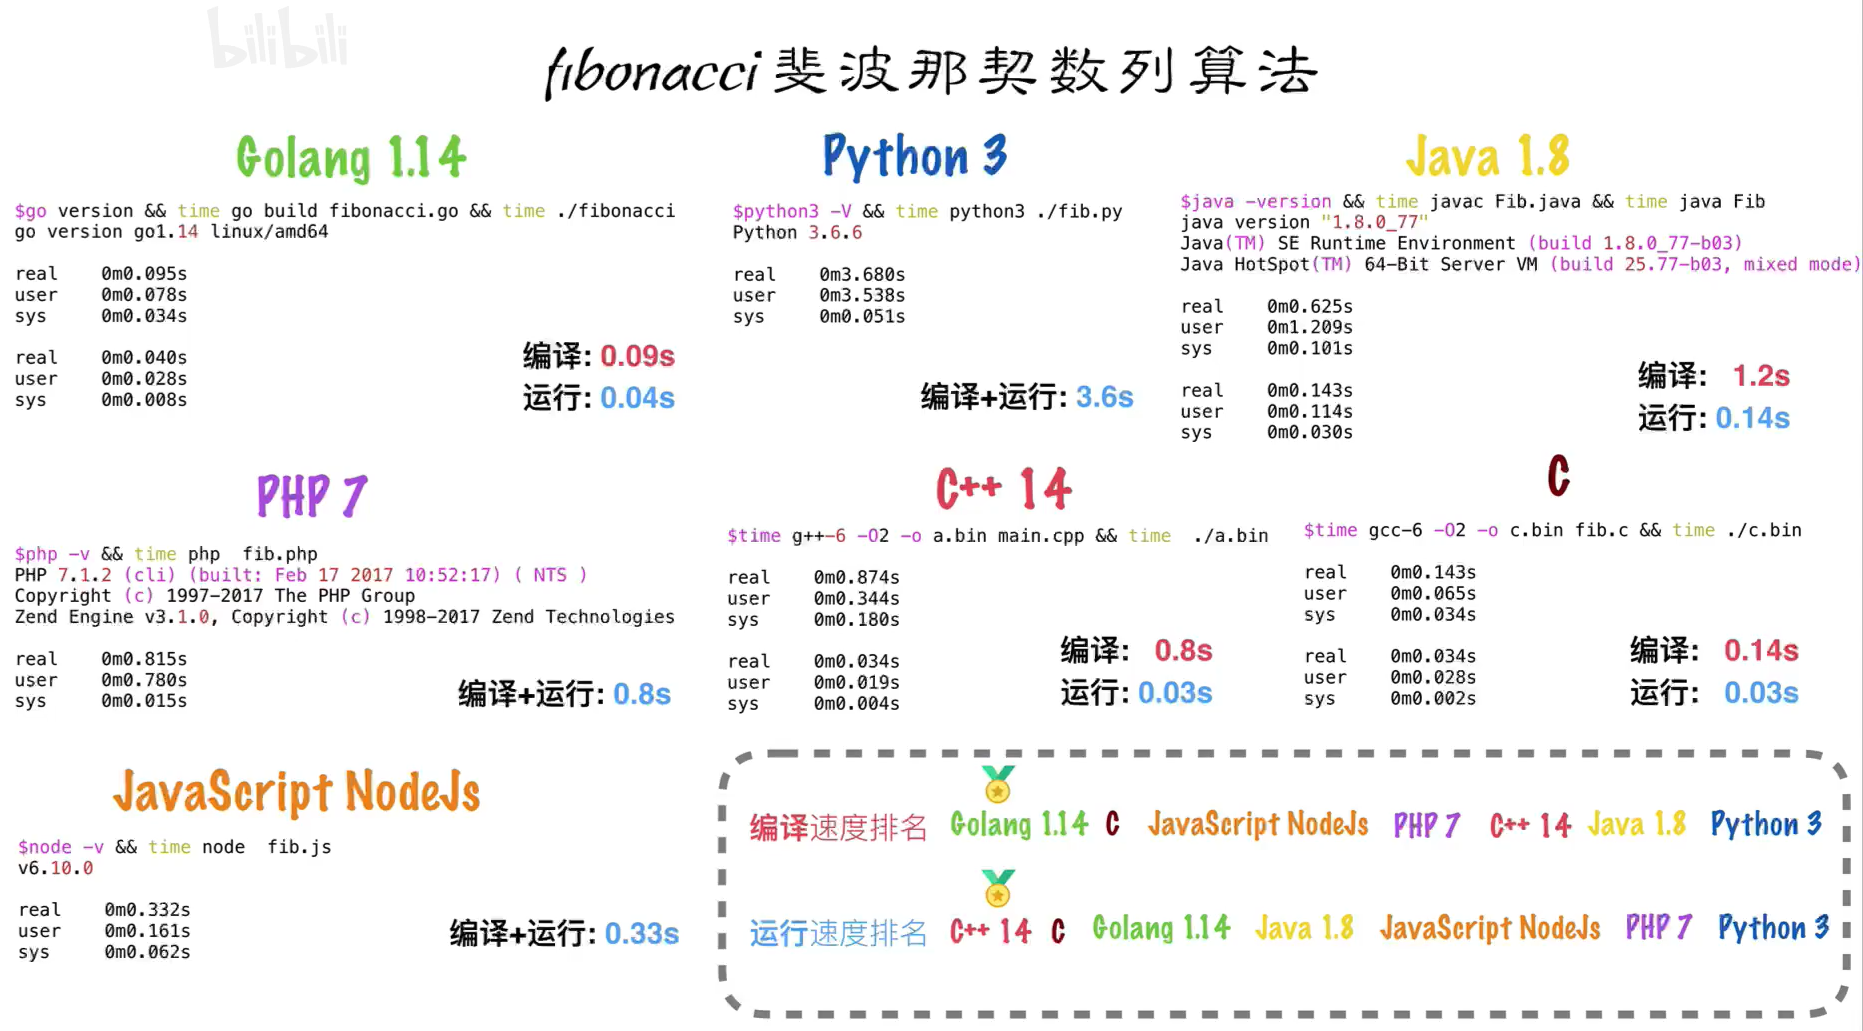 bilibili
fibonacci斐波那契数列算法
Golang 1.14
$go version && time go build fibonacci.go && time ./fibonacci
go version go1.14 linux/amd64
real 0m0.095s
user 0m0.078s
sys 0m0.034s
real 0m0.040s
user 0m0.028s
sys 0m0.008s
编译: 0.09s
运行: 0.04s
Python 3
$python3 -V && time python3 ./fib.py
Python 3.6.6
real 0m3.680s
user 0m3.538s
sys 0m0.051s
编译+运行: 3.6s
Java 1.8
$java -version && time javac Fib.java && time java Fib
java version "1.8.0_77"
Java(TM) SE Runtime Environment (build 1.8.0_77-b03)
Java HotSpot(TM) 64-Bit Server VM (build 25.77-b03, mixed mode)
real 0m0.625s
user 0m1.209s
sys 0m0.101s
real 0m0.143s
user 0m0.114s
sys 0m0.030s
编译: 1.2s
运行: 0.14s
PHP 7
$php -v && time php fib.php
PHP 7.1.2 (cli) (built: Feb 17 2017 10:52:17) ( NTS )
Copyright (c) 1997-2017 The PHP Group
Zend Engine v3.1.0, Copyright (c) 1998-2017 Zend Technologies
real 0m0.815s
user 0m0.780s
sys 0m0.015s
编译+运行: 0.8s
C++ 14
$time g++-6 -O2 -o a.bin main.cpp && time ./a.bin
real 0m0.874s
user 0m0.344s
sys 0m0.180s
real 0m0.034s
user 0m0.019s
sys 0m0.004s
编译: 0.8s
运行: 0.03s
C
$time gcc-6 -O2 -o c.bin fib.c && time ./c.bin
real 0m0.143s
user 0m0.065s
sys 0m0.034s
real 0m0.034s
user 0m0.028s
sys 0m0.002s
编译: 0.14s
运行: 0.03s
JavaScript NodeJs
$node -v && time node fib.js
v6.10.0
real 0m0.332s
user 0m0.161s
sys 0m0.062s
编译+运行: 0.33s
编译速度排名 Golang 1.14 C JavaScript NodeJs PHP 7 C++ 14 Java 1.8 Python 3
运行速度排名 C++ 14 C Golang 1.14 Java 1.8 JavaScript NodeJs PHP 7 Python 3